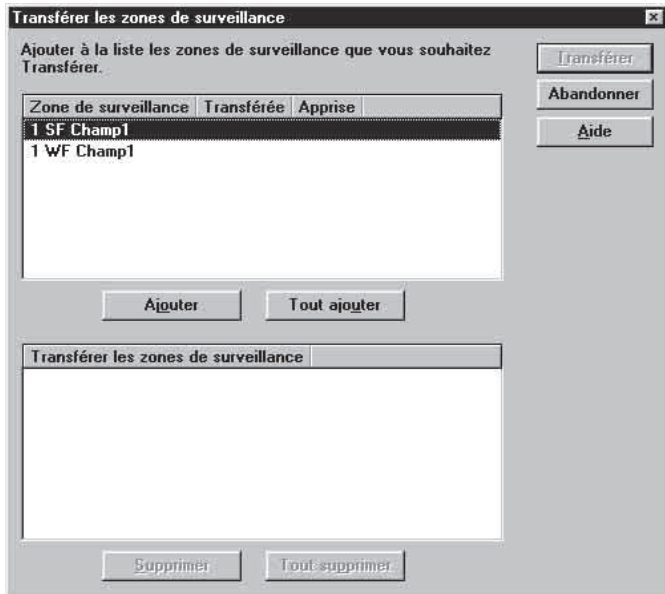 Transférer les zones de surveillance
Ajouter à la liste les zones de surveillance que vous souhaitez
Transférer.
Transférer
Abandonner
Aide
Zone de surveillance Transférée Apprise
1 SF Champ1
1 WF Champ1
Ajouter Tout ajouter
Transférer les zones de surveillance
Supprimer Tout supprimer